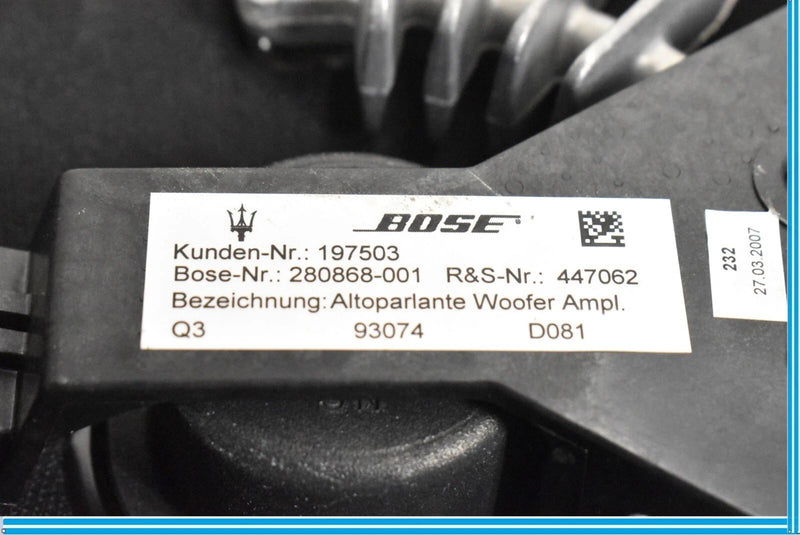 BOSE
Kunden-Nr.: 197503
Bose-Nr.: 280868-001 R&S-Nr.: 447062
Bezeichnung: Altoparlante Woofer Ampl.
Q3 93074 D081
232
27.03.2007